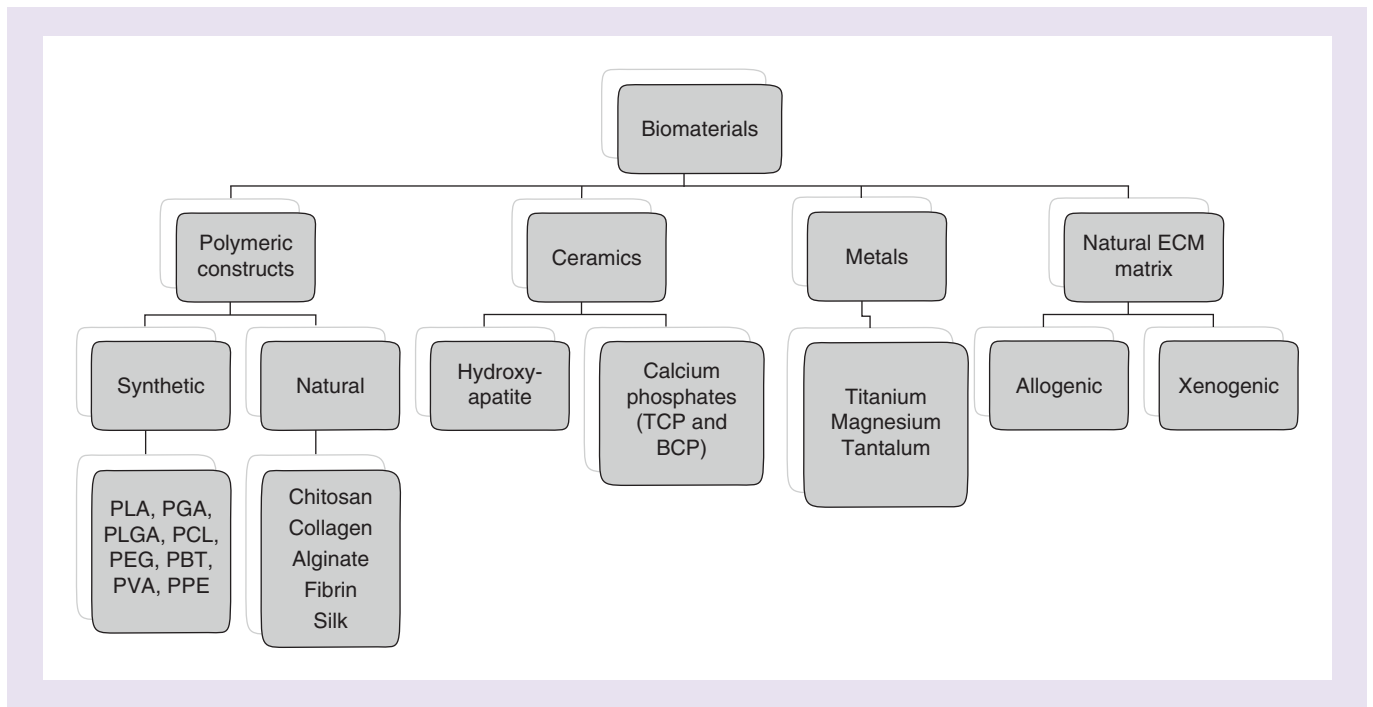 Biomaterials
Polymeric
constructs
Ceramics
Metals
Natural ECM
matrix
Synthetic
Natural
Hydroxy-
apatite
Calcium
phosphates
(TCP and
BCP)
Titanium
Magnesium
Tantalum
Allogenic
Xenogenic
PLA, PGA,
PLGA, PCL,
PEG, PBT,
PVA, PPE
Chitosan
Collagen
Alginate
Fibrin
Silk